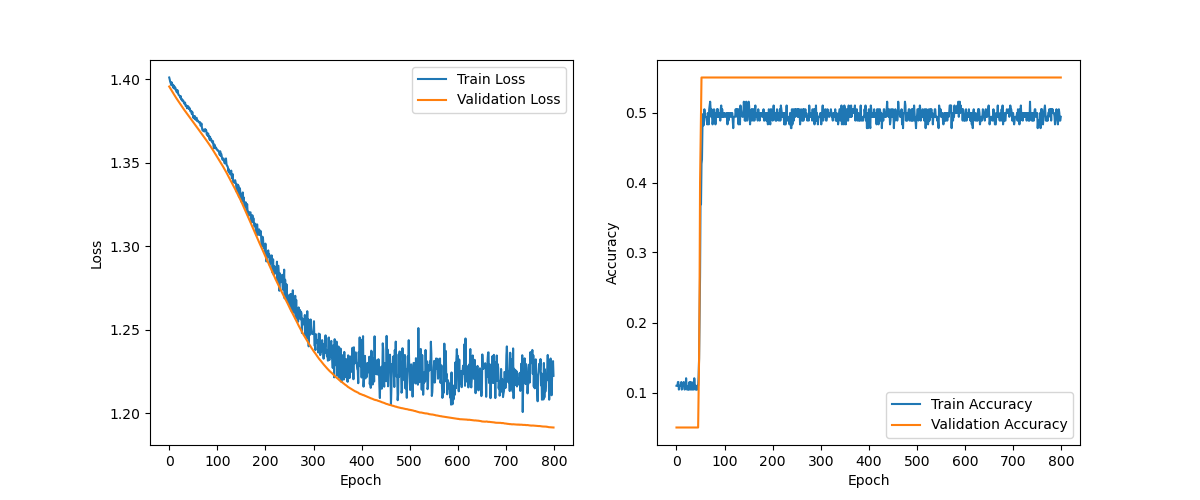 1.40
1.35
1.30
1.25
1.20
Loss
0 100 200 300 400 500 600 700 800
Epoch
Train Loss
Validation Loss
0.5
0.4
0.3
0.2
0.1
Accuracy
0 100 200 300 400 500 600 700 800
Epoch
Train Accuracy
Validation Accuracy